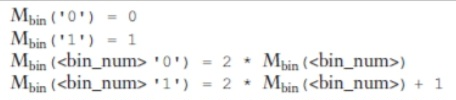 Mbin('0') = 0
Mbin('1') = 1
Mbin(<bin_num> '0') = 2 * Mbin(<bin_num>)
Mbin(<bin_num> '1') = 2 * Mbin(<bin_num>) + 1